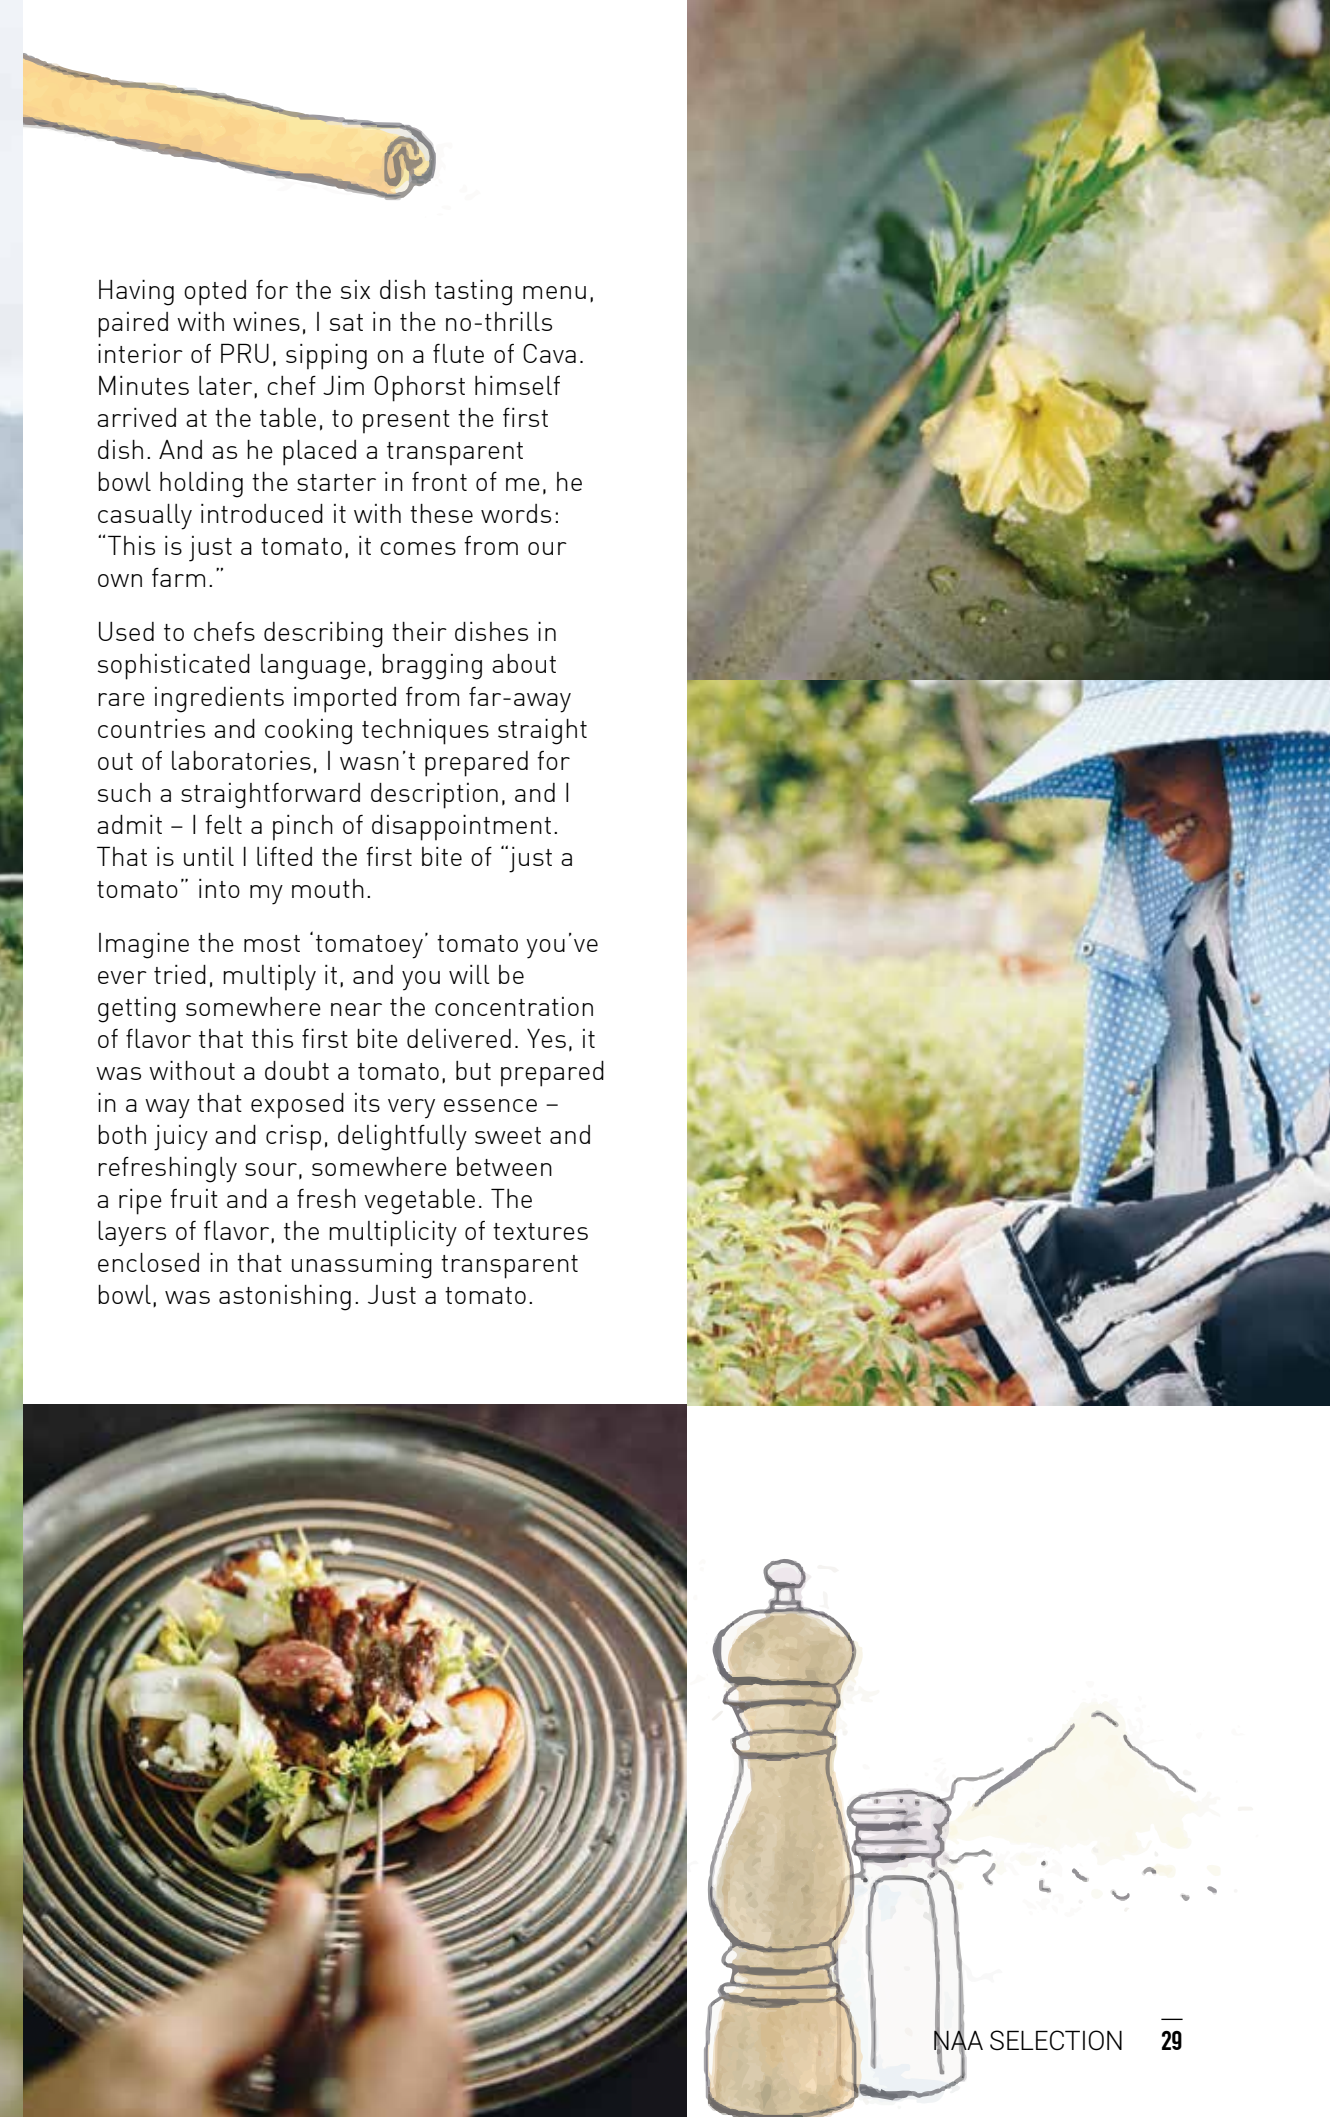 Having opted for the six dish tasting menu,
paired with wines, I sat in the no-thrills
interior of PRU, sipping on a flute of Cava.
Minutes later, chef Jim Ophorst himself
arrived at the table, to present the first
dish. And as he placed a transparent
bowl holding the starter in front of me, he
casually introduced it with these words:
“This is just a tomato, it comes from our
own farm.”
Used to chefs describing their dishes in
sophisticated language, bragging about
rare ingredients imported from far-away
countries and cooking techniques straight
out of laboratories, I wasn’t prepared for
such a straightforward description, and I
admit – I felt a pinch of disappointment.
That is until I lifted the first bite of “just a
tomato” into my mouth.
Imagine the most ‘tomatoey’ tomato you’ve
ever tried, multiply it, and you will be
getting somewhere near the concentration
of flavor that this first bite delivered. Yes, it
was without a doubt a tomato, but prepared
in a way that exposed its very essence –
both juicy and crisp, delightfully sweet and
refreshingly sour, somewhere between
a ripe fruit and a fresh vegetable. The
layers of flavor, the multiplicity of textures
enclosed in that unassuming transparent
bowl, was astonishing. Just a tomato.
NAA SELECTION 29